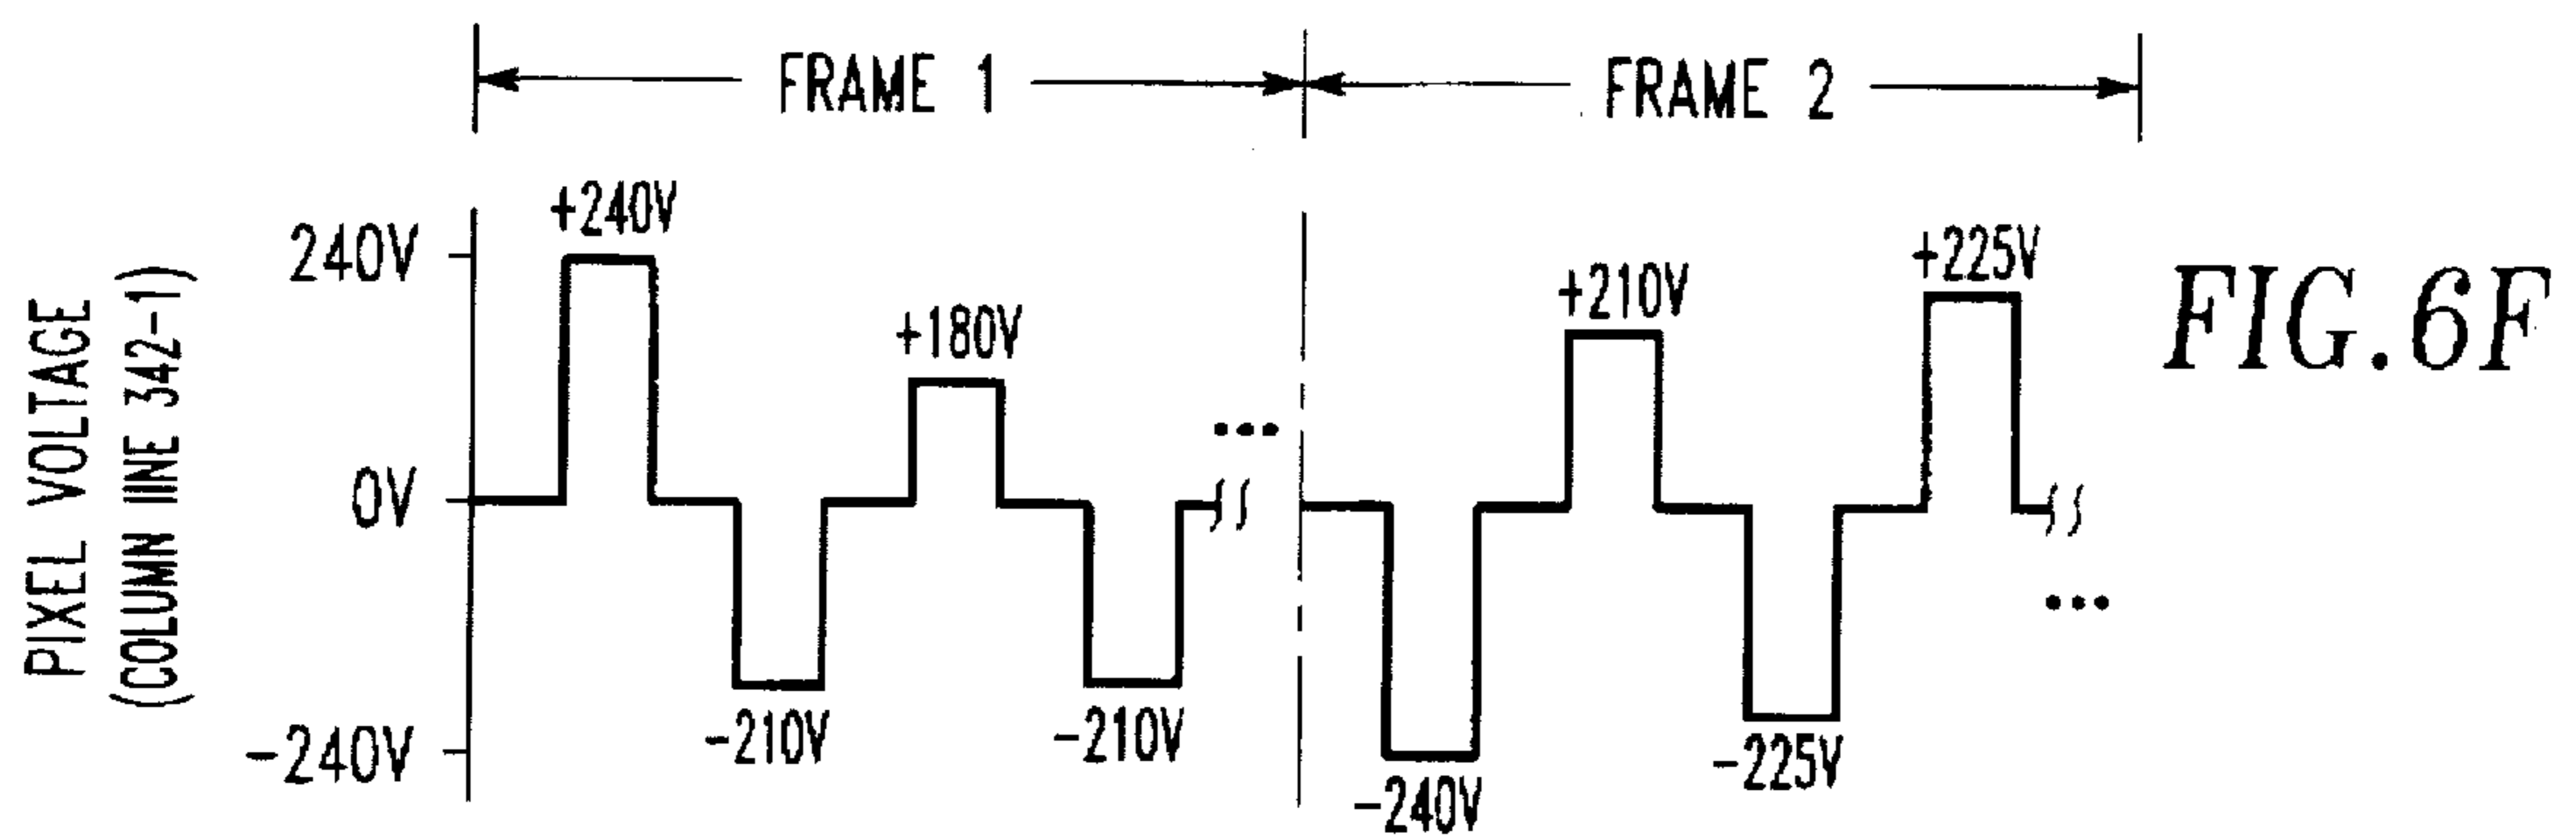 FRAME 1
FRAME 2
PIXEL VOLTAGE
(COLUMN IINE 342-1)
240V
0V
-240V
+240V
-210V
+180V
-210V
...
-240V
+210V
-225V
+225V
...
FIG.6F